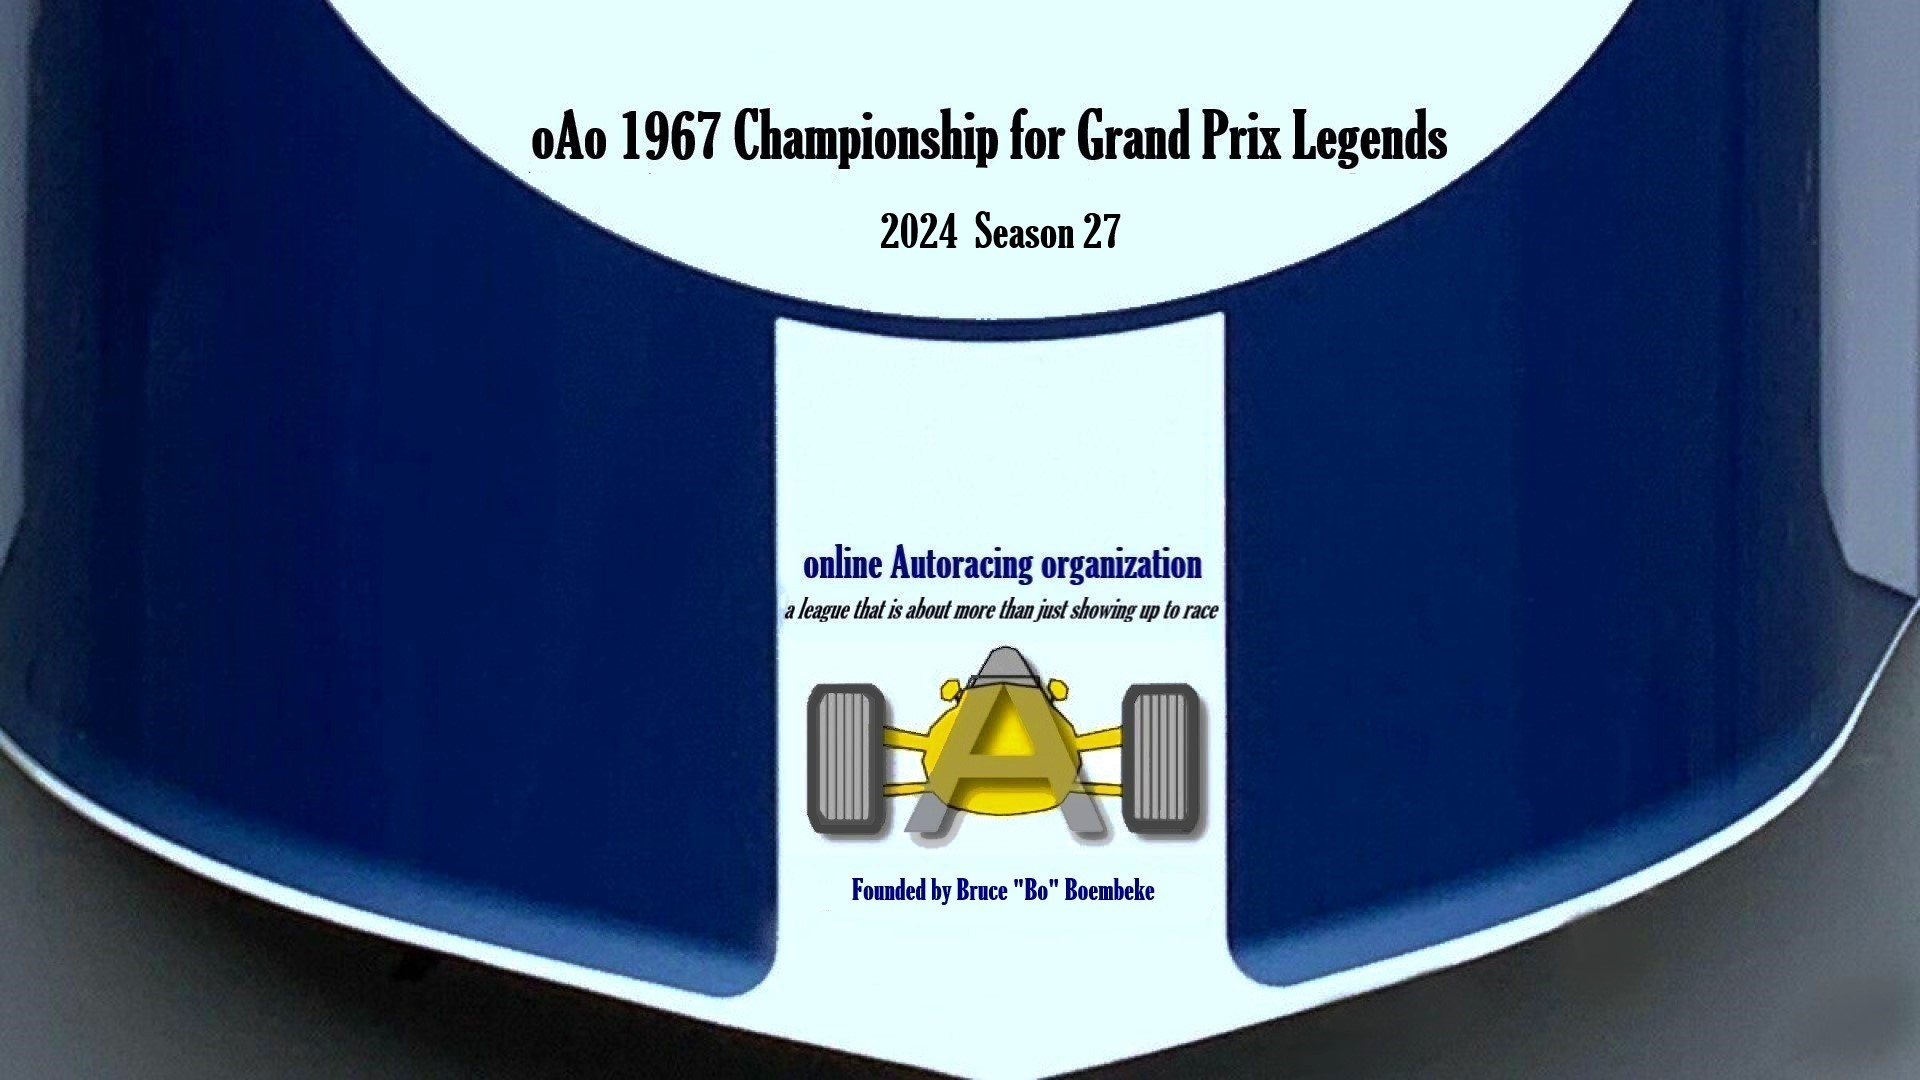 oAo 1967 Championship for Grand Prix Legends
2024 Season 27
online Autoracing organization
a league that is about more than just showing up to race
A
Founded by Bruce "Bo" Boembeke